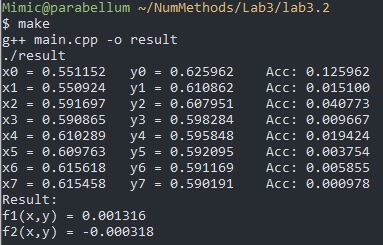 Mimic@parabellum ~/NumMethods/Lab3/lab3.2
$ make
g++ main.cpp -o result
./result
x0 = 0.551152 y0 = 0.625962 Acc: 0.125962
x1 = 0.550924 y1 = 0.610862 Acc: 0.015100
x2 = 0.591697 y2 = 0.607951 Acc: 0.040773
x3 = 0.590865 y3 = 0.598284 Acc: 0.009667
x4 = 0.610289 y4 = 0.595848 Acc: 0.019424
x5 = 0.609763 y5 = 0.592095 Acc: 0.003754
x6 = 0.615618 y6 = 0.591169 Acc: 0.005855
x7 = 0.615458 y7 = 0.590191 Acc: 0.000978
Result:
f1(x,y) = 0.001316
f2(x,y) = -0.000318